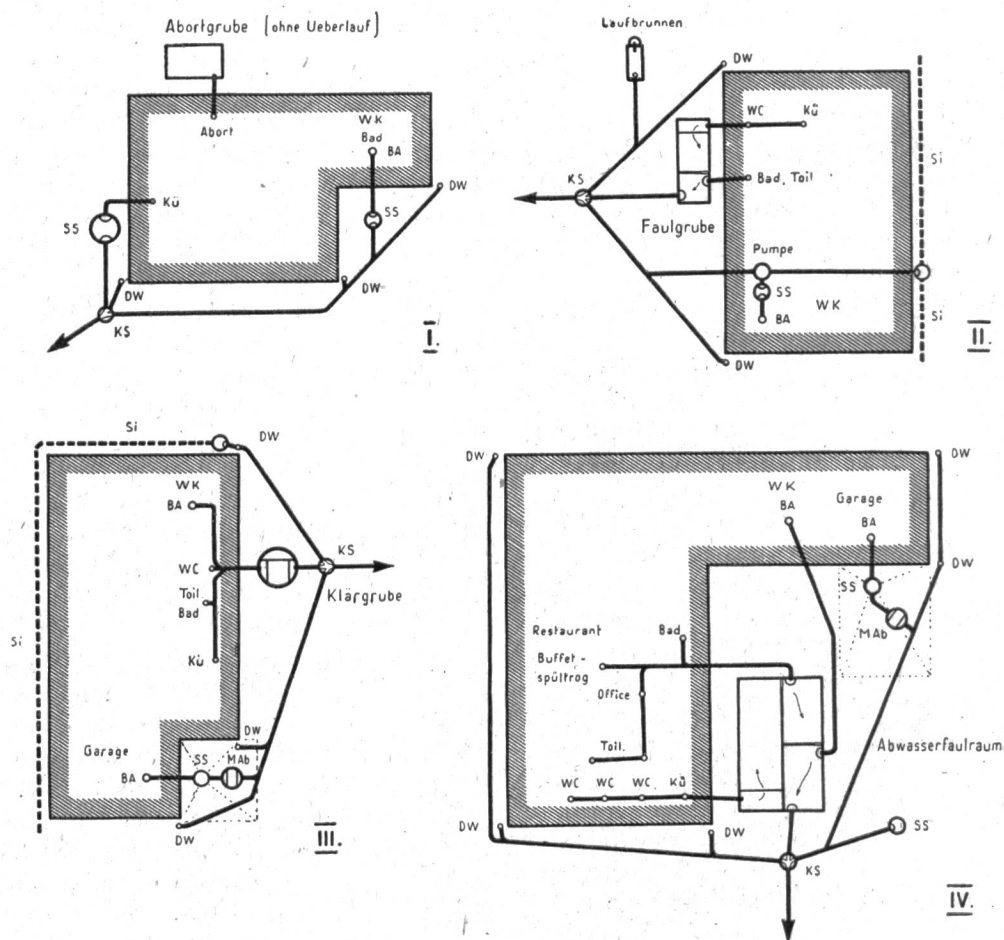 Abortgrube (ohne Ueberlauf)
Abort
WK
Bad
BA
DW
Kü
SS
SS
DW
DW
KS
I.
Laufbrunnen
DW
WC
Kü
Si
KS
Bad, Toil
Faulgrube
Pumpe
SS
WK
BA
Si
II.
DW
Si
DW
WK
BA
KS
WC
Klärgrube
Toil
Bad
Si
Kü
DW
Garage
SS
MAb
BA
DW
III.
DW
DW
WK
Garage
BA
BA
DW
SS
MAb
Restaurant
Bad
Buffet-
spültrog
Office
Toil.
Abwasserfaulraum
WC
WC
WC
Kü
DW
DW
SS
KS
IV.